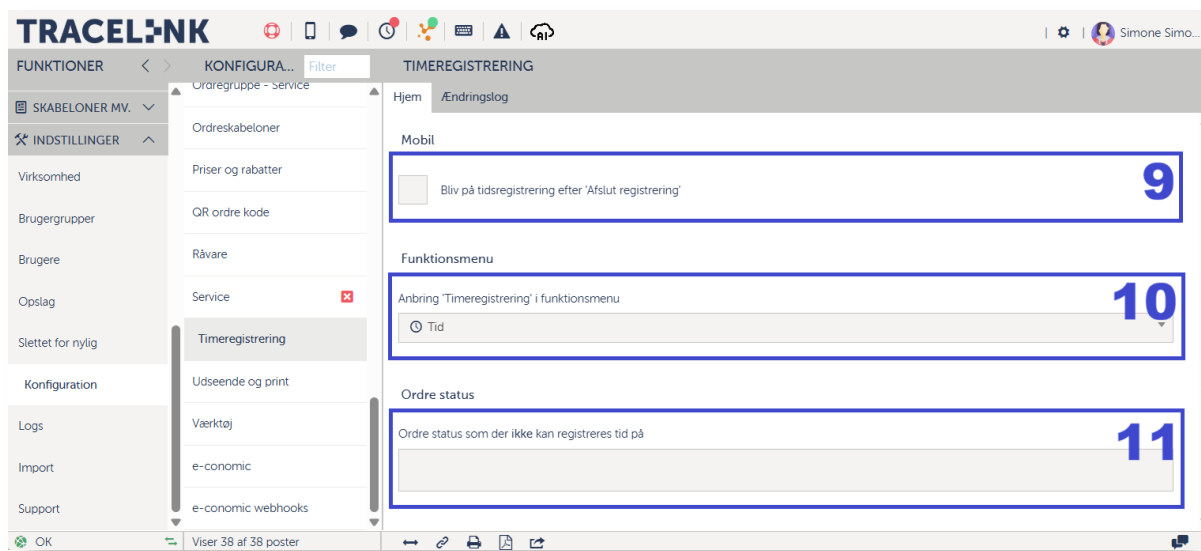 TRACEL:NK
AI
Simone Simo...
FUNKTIONER
KONFIGURA...
Filter
TIMEREGISTRERING
SKABELONER MV.
INDSTILLINGER
Virksomhed
Brugergrupper
Brugere
Opslag
Slettet for nylig
Konfiguration
Logs
Import
Support
OK
Ordregruppe - Service
Ordreskabeloner
Priser og rabatter
QR ordre kode
Råvare
Service
Timeregistrering
Udseende og print
Værktøj
e-conomic
e-conomic webhooks
Viser 38 af 38 poster
Hjem
Ændringslog
Mobil
Bliv på tidsregistrering efter 'Afslut registrering'
9
Funktionsmenu
Anbring 'Timeregistrering' i funktionsmenu
Tid
10
Ordre status
Ordre status som der ikke kan registreres tid på
11